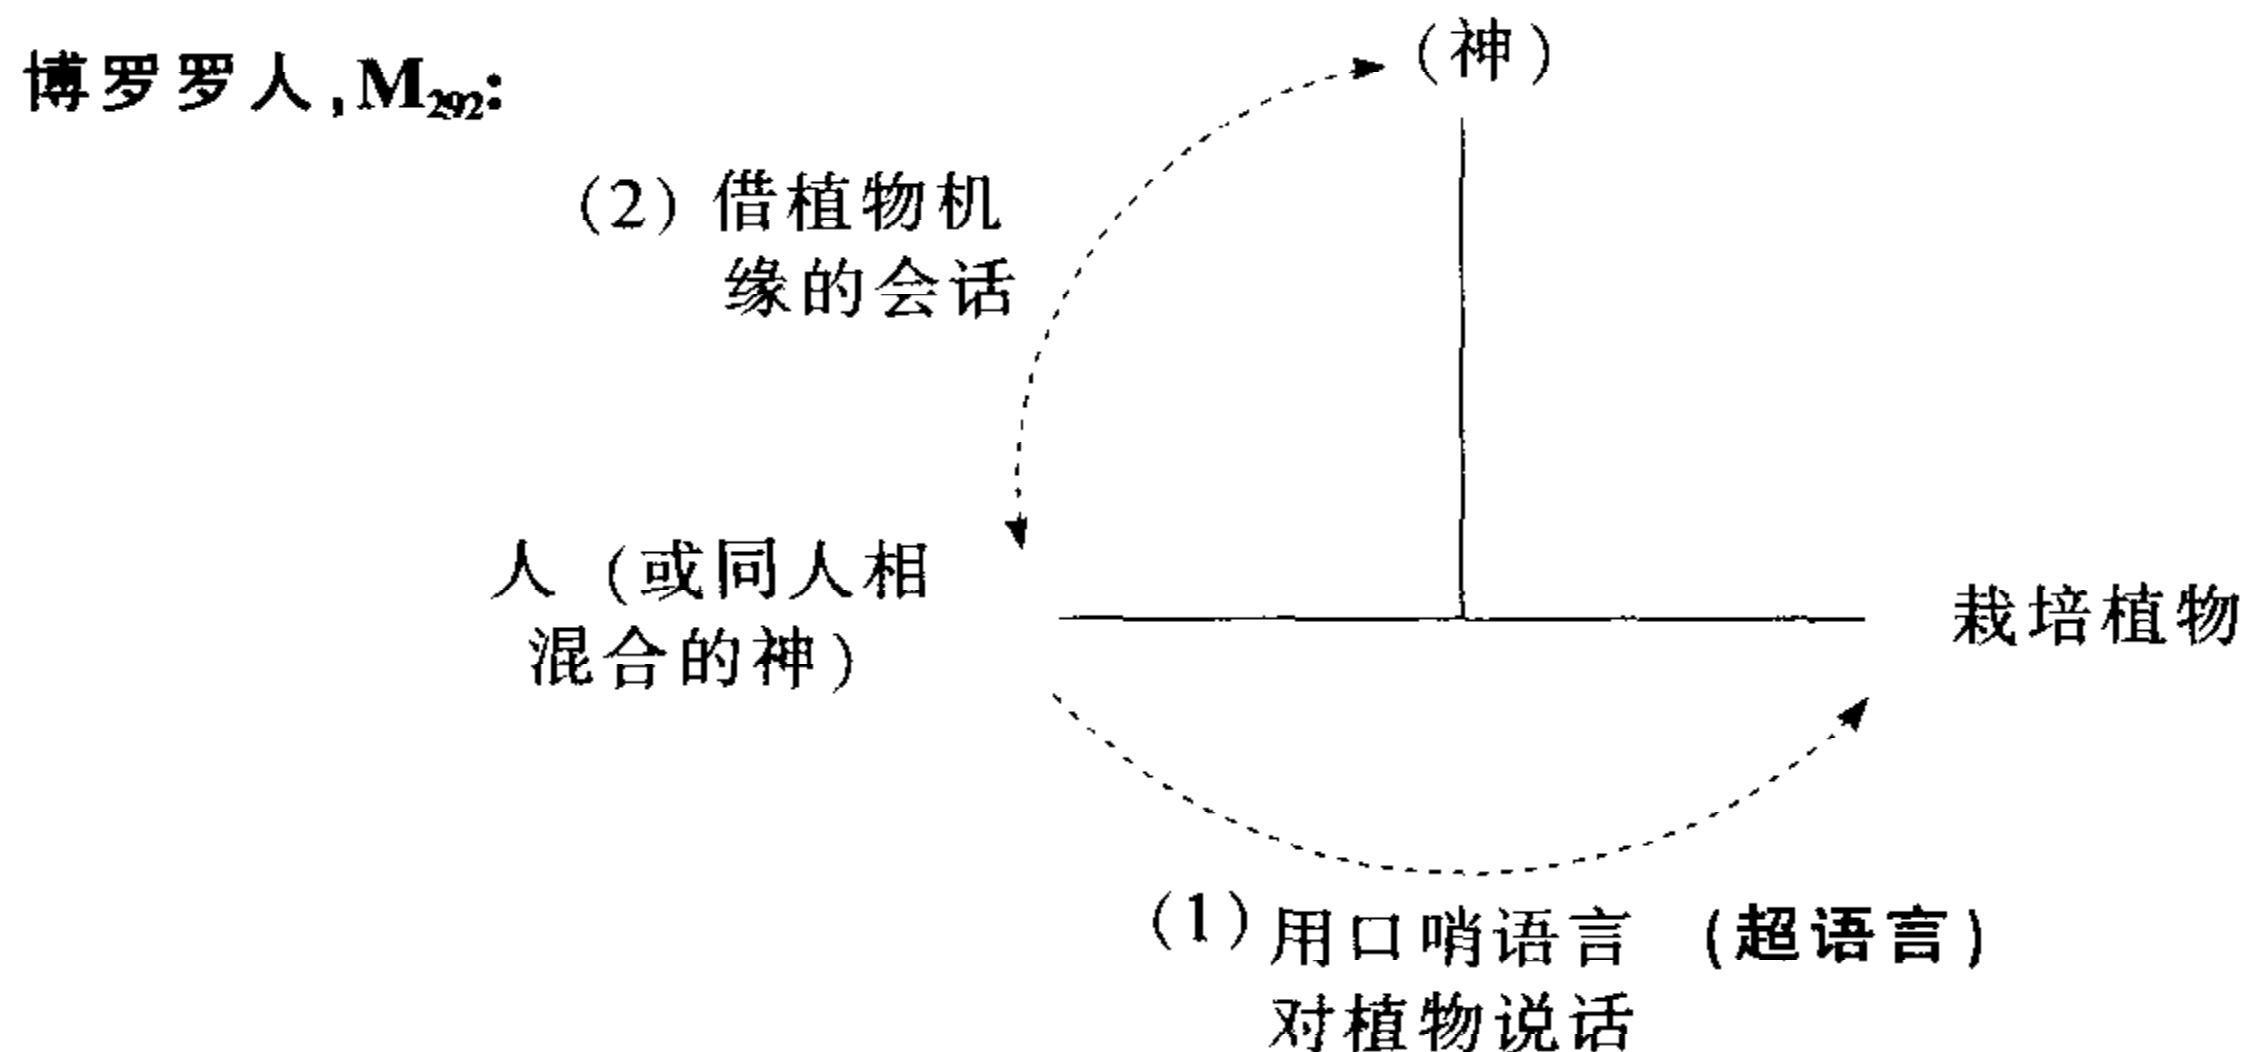 博罗罗人,M₂₉₂:
(神)
(2) 借植物机
缘的会话
人 (或同人相
混合的神)
栽培植物
(1) 用口哨语言 (超语言)
对植物说话